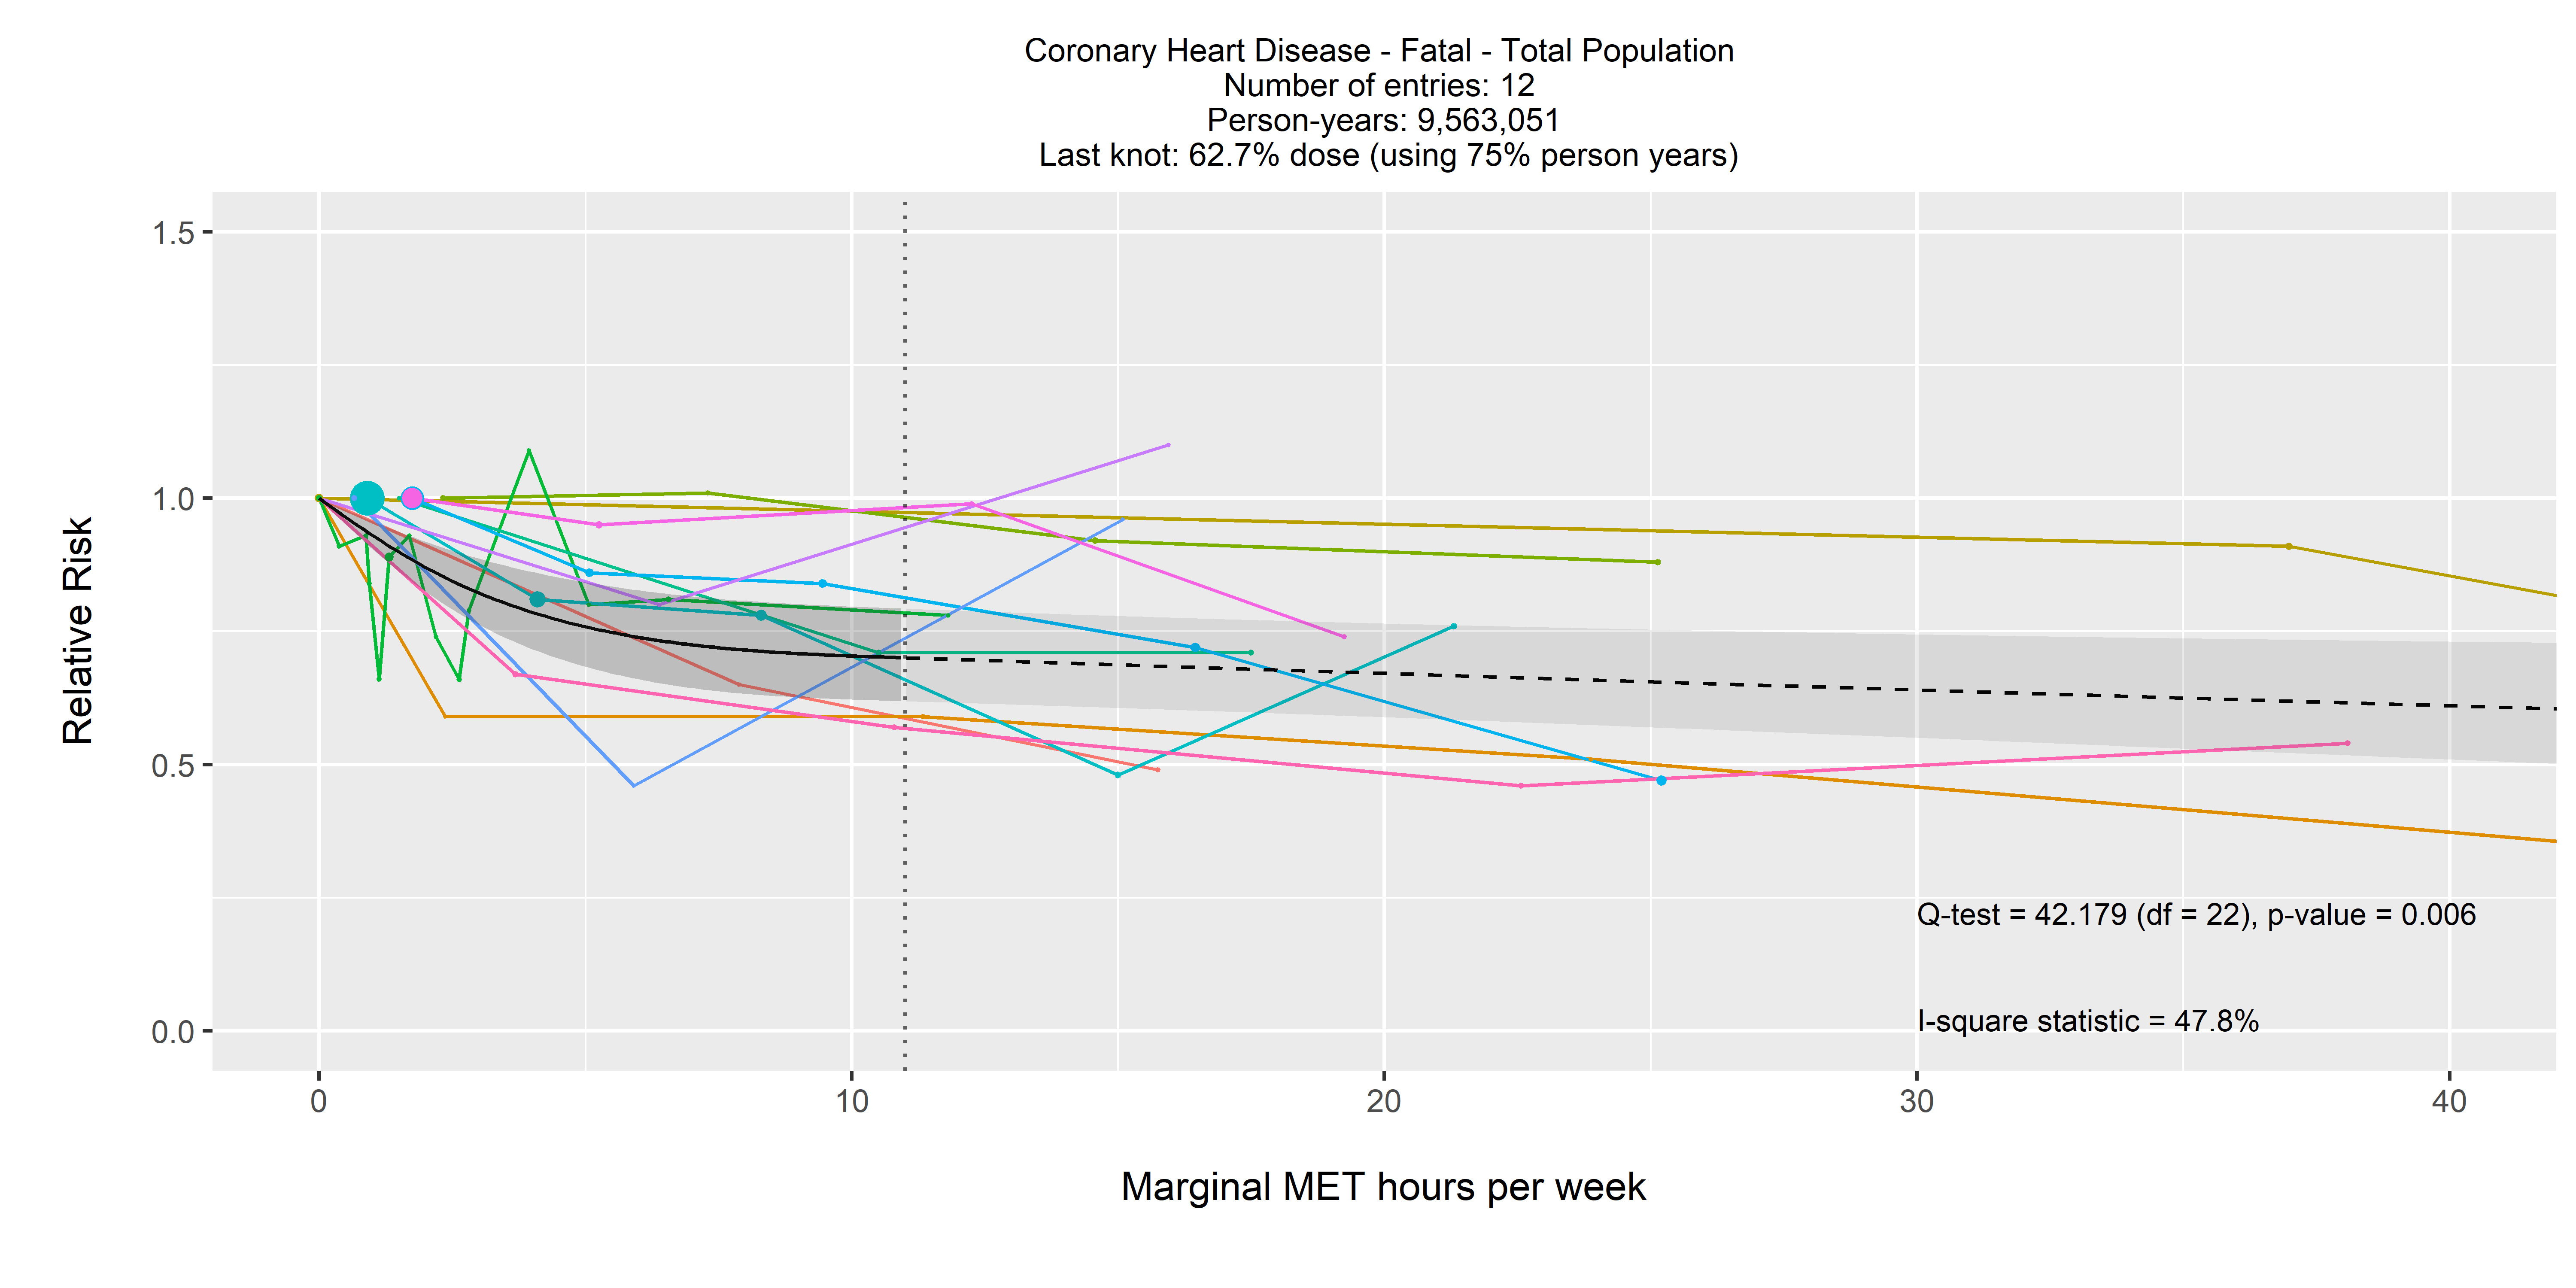 Coronary Heart Disease - Fatal - Total Population
Number of entries: 12
Person-years: 9,563,051
Last knot: 62.7% dose (using 75% person years)
1.5
1.0
0.5
0.0
Relative Risk
Q-test = 42.179 (df = 22), p-value = 0.006
I-square statistic = 47.8%
0 10 20 30 40
Marginal MET hours per week